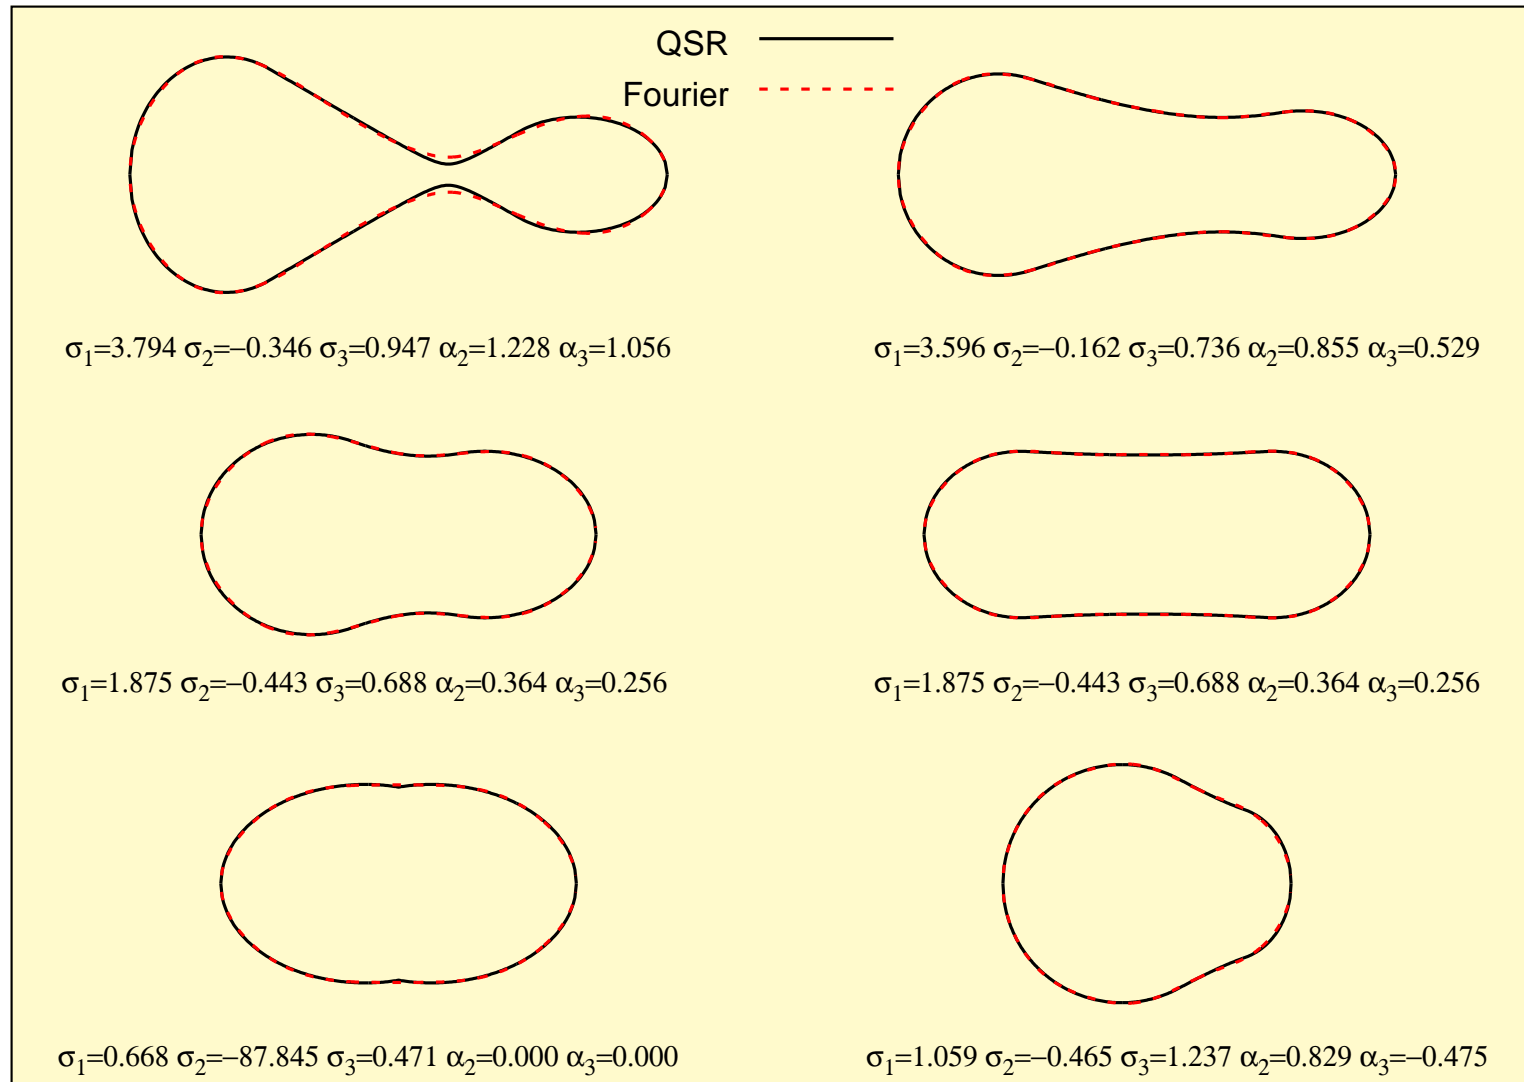 QSR
Fourier
σ1=3.794 σ2=−0.346 σ3=0.947 α2=1.228 α3=1.056
σ1=3.596 σ2=−0.162 σ3=0.736 α2=0.855 α3=0.529
σ1=1.875 σ2=−0.443 σ3=0.688 α2=0.364 α3=0.256
σ1=1.875 σ2=−0.443 σ3=0.688 α2=0.364 α3=0.256
σ1=0.668 σ2=−87.845 σ3=0.471 α2=0.000 α3=0.000
σ1=1.059 σ2=−0.465 σ3=1.237 α2=0.829 α3=−0.475